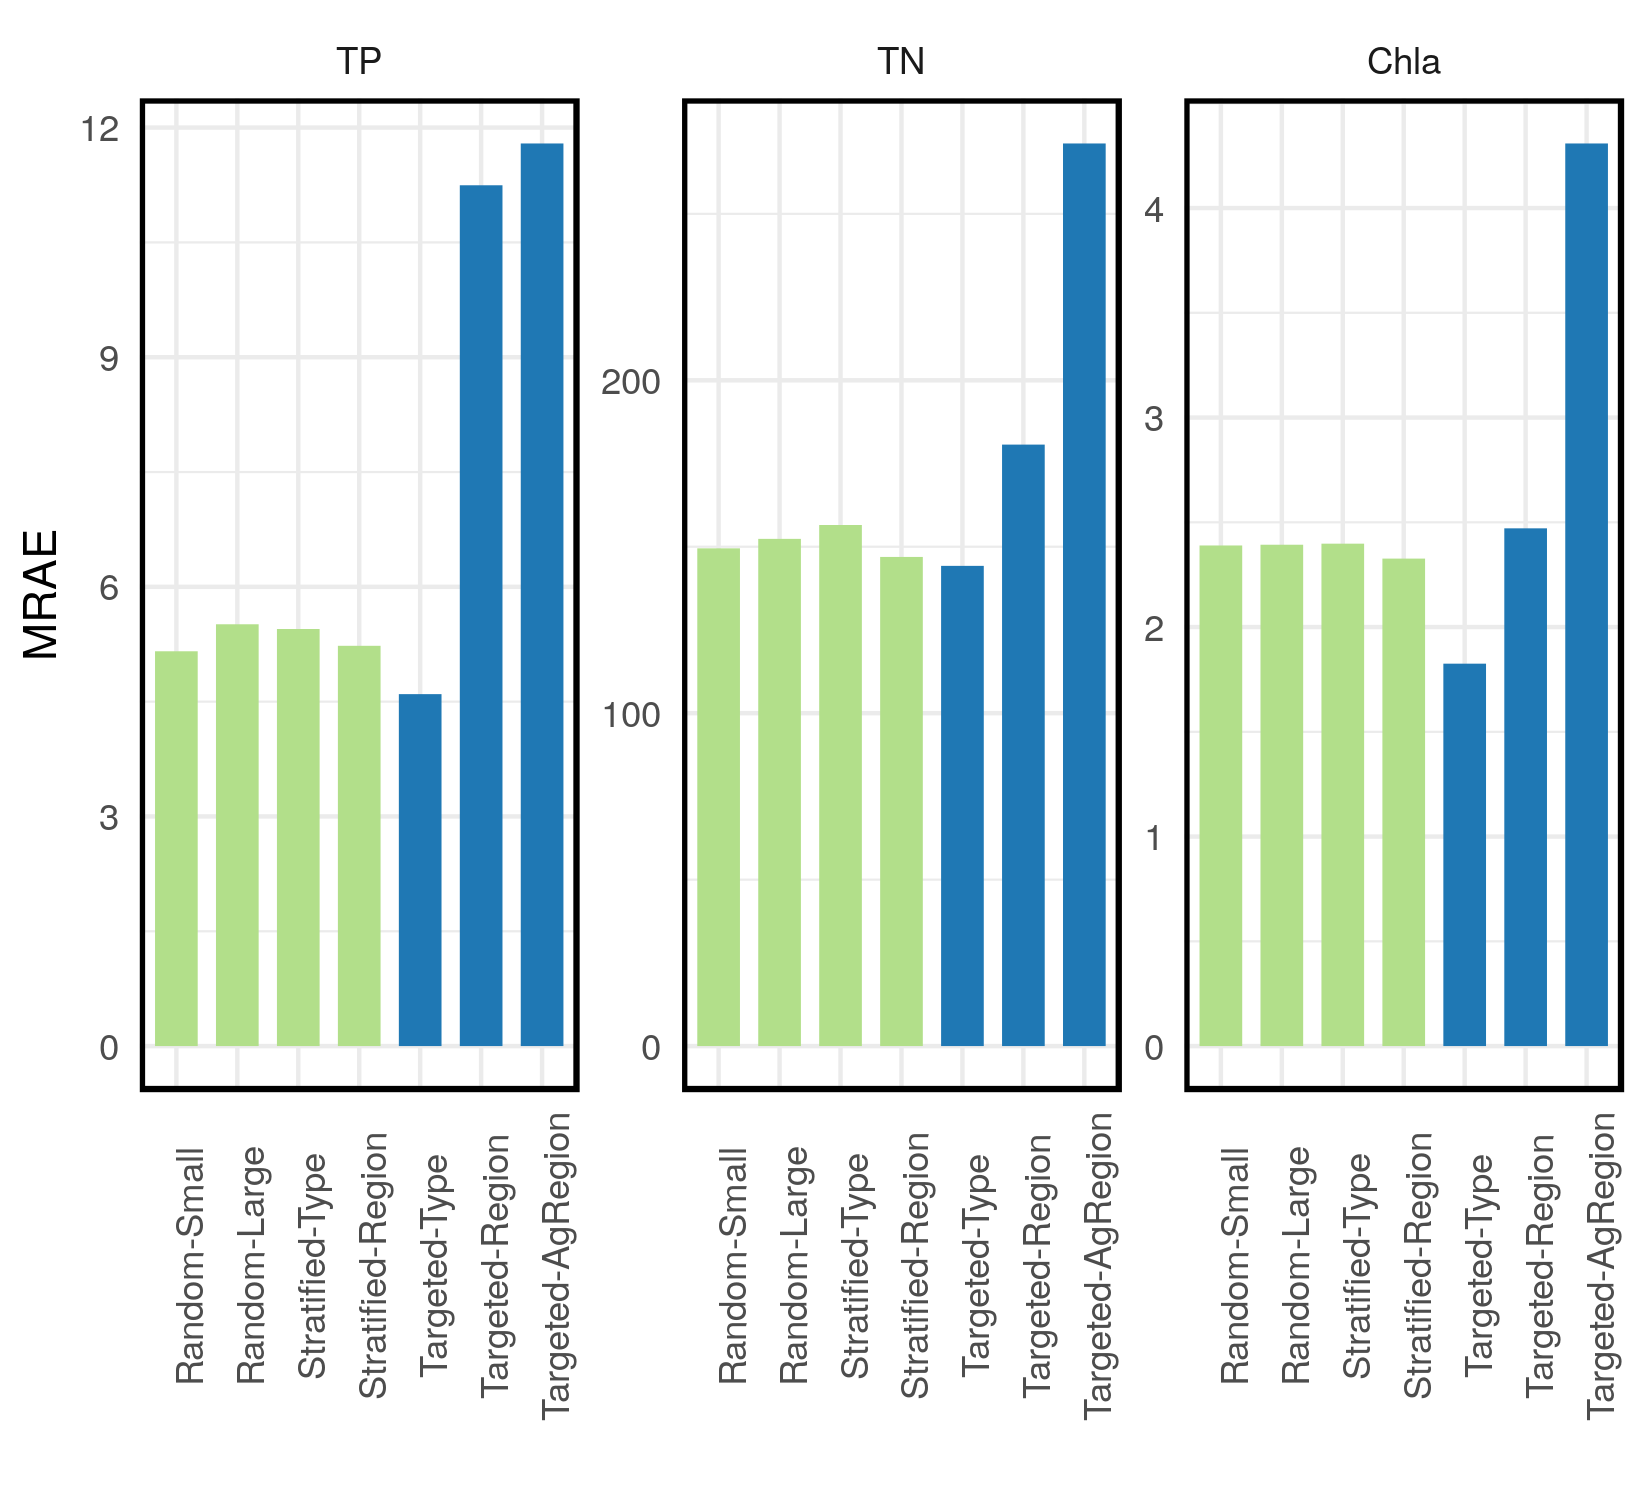 TP
TN
Chla
MRAE
12
9
6
3
0
200
100
0
4
3
2
1
0
Random-Small
Random-Large
Stratified-Type
Stratified-Region
Targeted-Type
Targeted-Region
Targeted-AgRegion
Random-Small
Random-Large
Stratified-Type
Stratified-Region
Targeted-Type
Targeted-Region
Targeted-AgRegion
Random-Small
Random-Large
Stratified-Type
Stratified-Region
Targeted-Type
Targeted-Region
Targeted-AgRegion